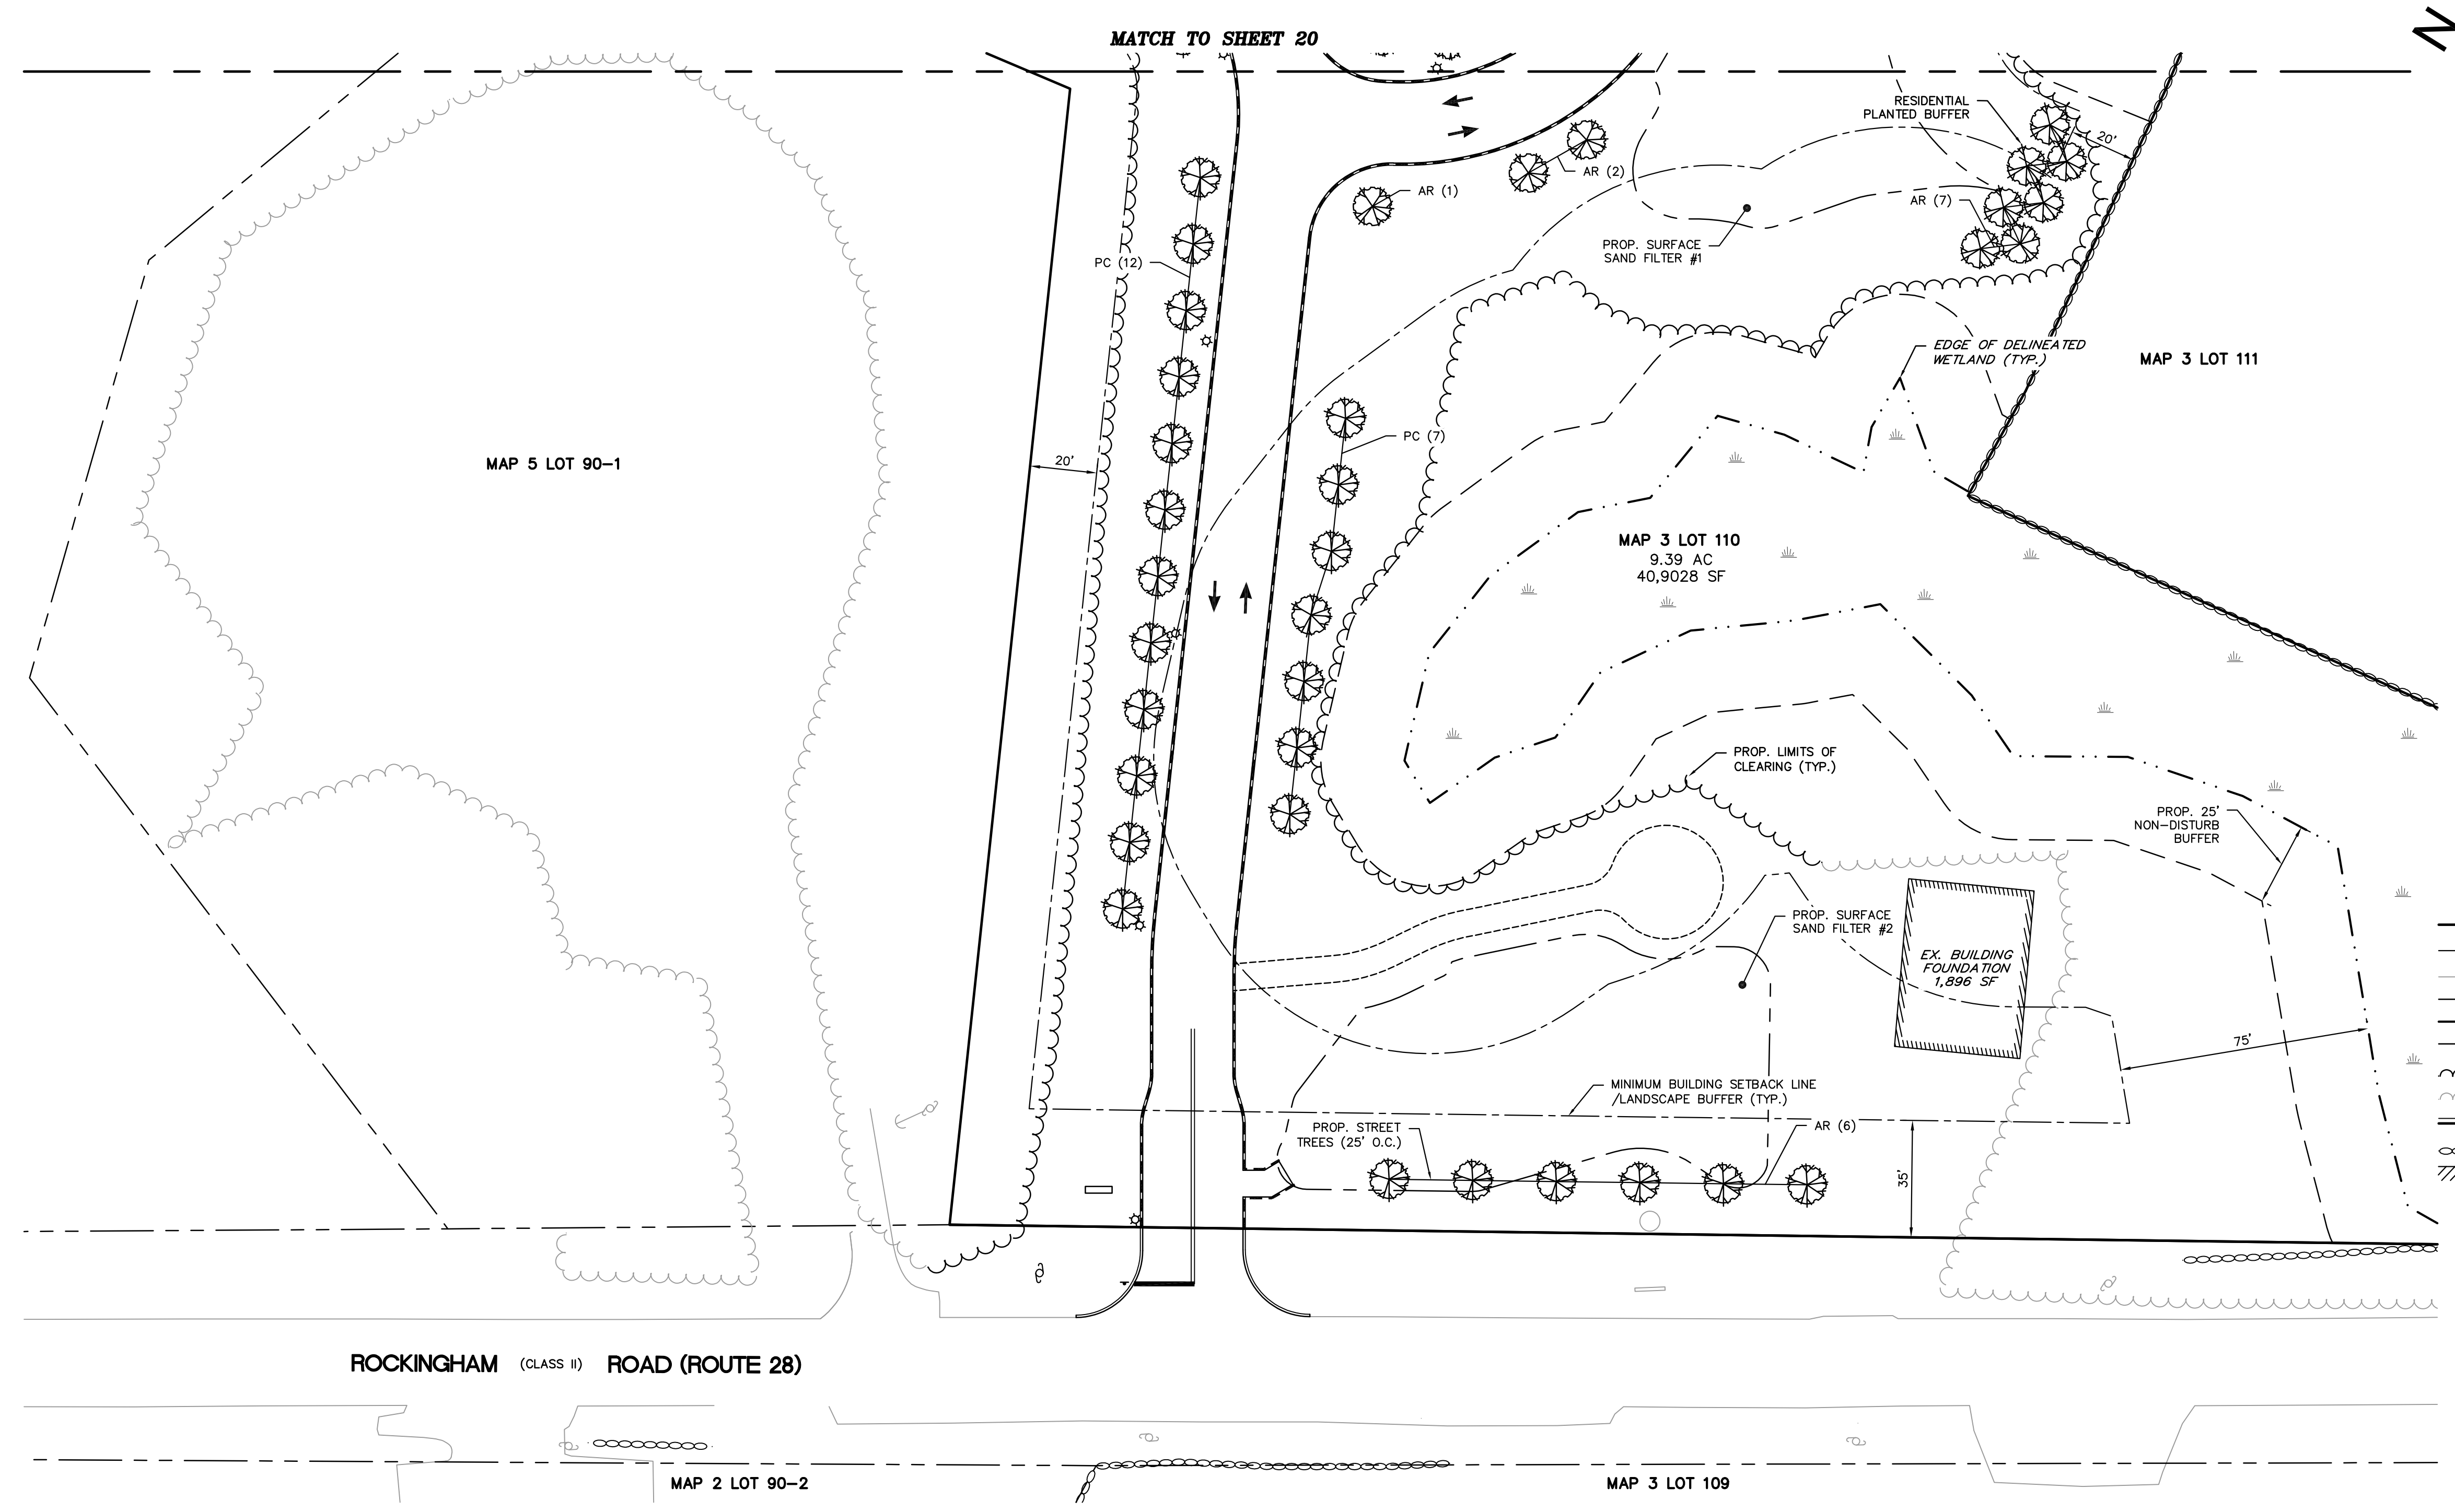 MATCH TO SHEET 20
N
RESIDENTIAL
PLANTED BUFFER
20'
AR (2)
AR (1)
AR (7)
PROP. SURFACE
SAND FILTER #1
PC (12)
EDGE OF DELINEATED
WETLAND (TYP.)
MAP 3 LOT 111
PC (7)
MAP 5 LOT 90-1
20'
MAP 3 LOT 110
9.39 AC
40,9028 SF
PROP. LIMITS OF
CLEARING (TYP.)
PROP. 25'
NON-DISTURB
BUFFER
PROP. SURFACE
SAND FILTER #2
EX. BUILDING
FOUNDATION
1,896 SF
75'
MINIMUM BUILDING SETBACK LINE
/LANDSCAPE BUFFER (TYP.)
PROP. STREET
TREES (25' O.C.)
AR (6)
35'
ROCKINGHAM (CLASS II) ROAD (ROUTE 28)
MAP 2 LOT 90-2
MAP 3 LOT 109